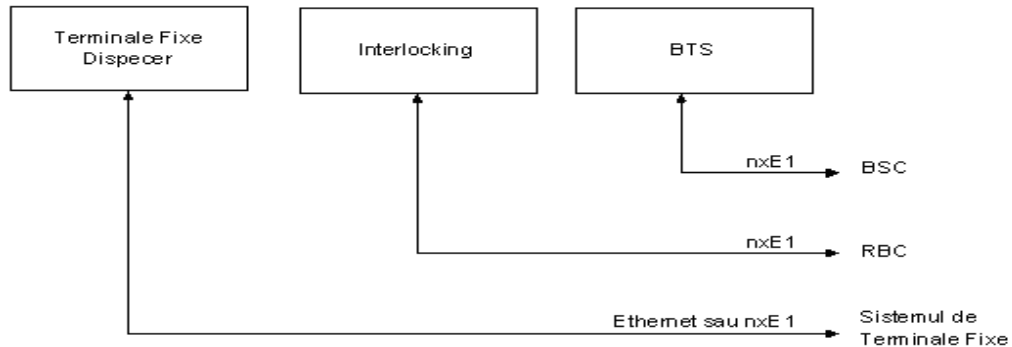 Terminale Fixe
Dispecer
Interlocking
BTS
nxE1
BSC
nxE1
RBC
Ethernet sau nxE1
Sistemul de
Terminale Fixe